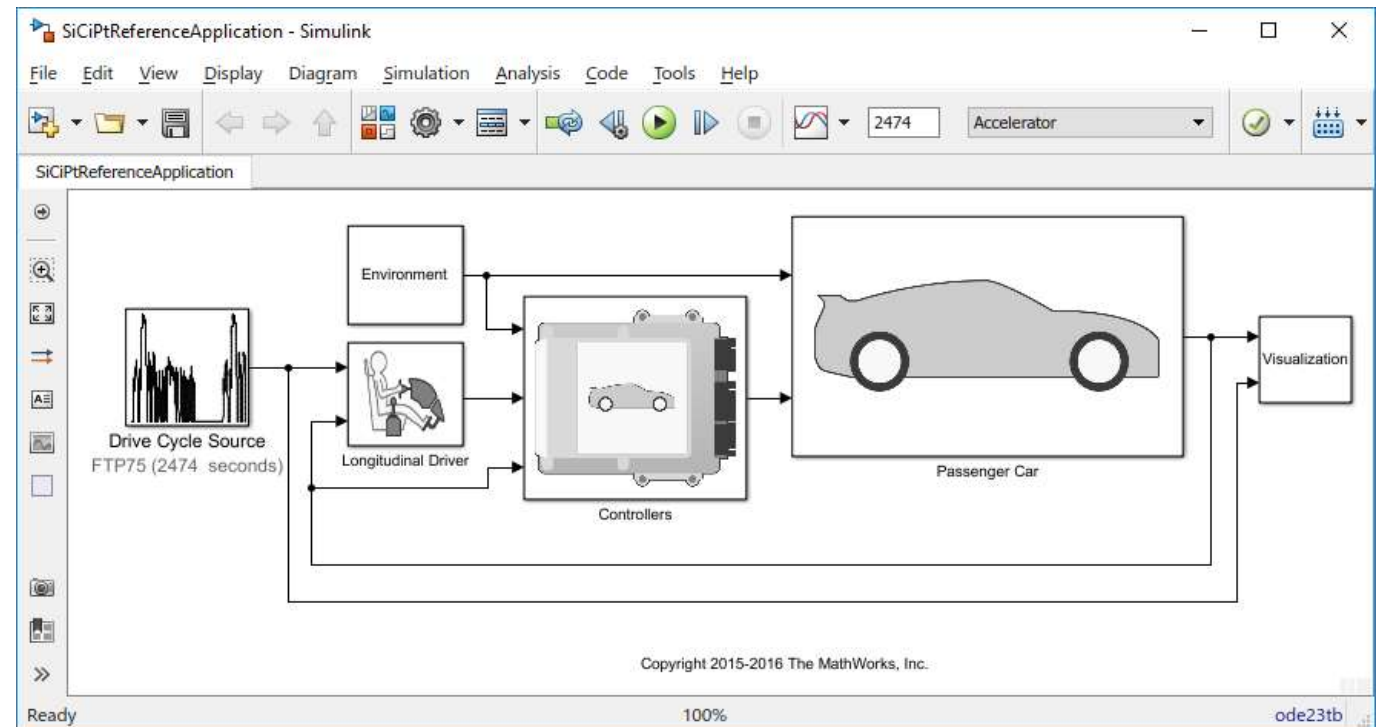 SiCiPtReferenceApplication - Simulink
File Edit View Display Diagram Simulation Analysis Code Tools Help
2474 Accelerator
SiCiPtReferenceApplication
Environment
Drive Cycle Source
FTP75 (2474 seconds)
Longitudinal Driver
Controllers
Passenger Car
Visualization
Copyright 2015-2016 The MathWorks, Inc.
Ready 100% ode23tb